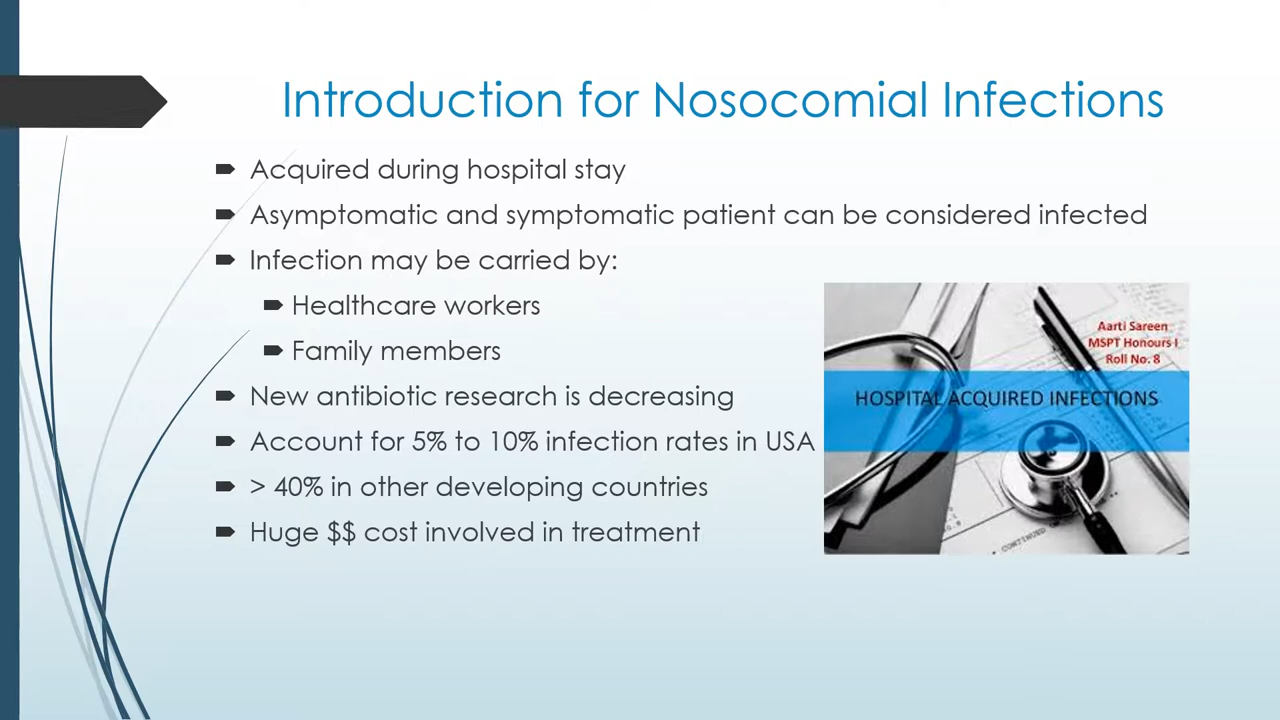 Introduction for Nosocomial Infections
Acquired during hospital stay
Asymptomatic and symptomatic patient can be considered infected
Infection may be carried by:
Healthcare workers
Family members
New antibiotic research is decreasing
Account for 5% to 10% infection rates in USA
> 40% in other developing countries
Huge $$ cost involved in treatment
Aarti Sareen
MSPT Honours I
Roll No. 8
HOSPITAL ACQUIRED INFECTIONS